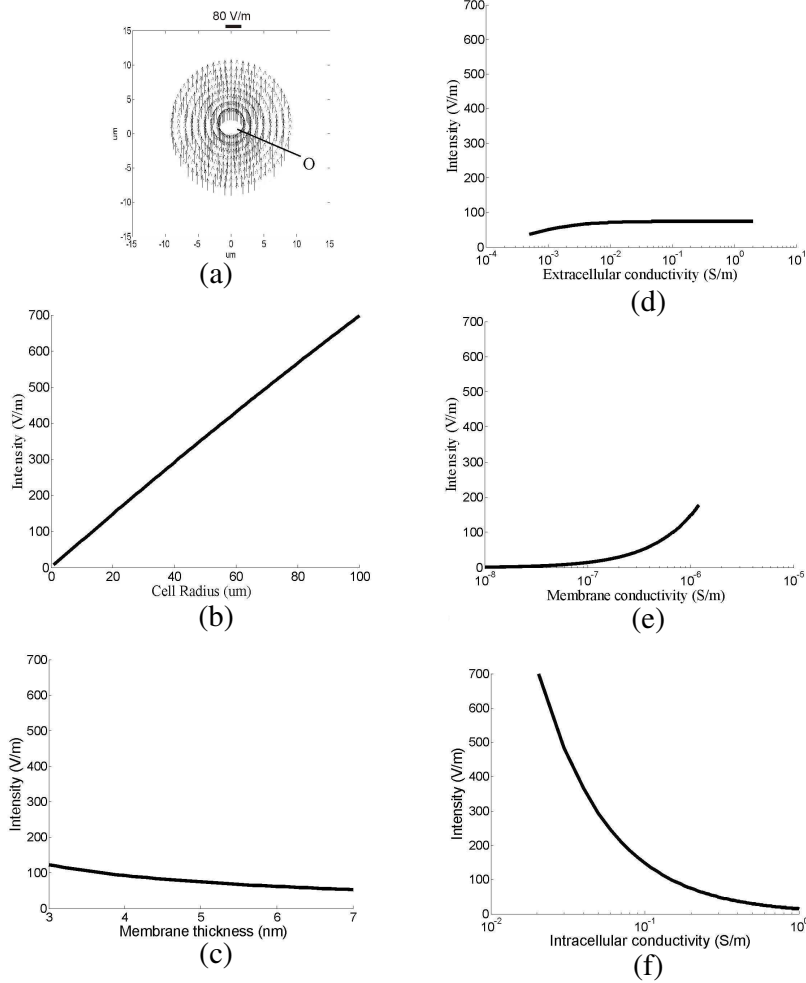 80 V/m
15
10
5
0
-5
-10
-15
um
-15 -10 -5 0 5 10 15
um
O
(a)
700
600
500
400
300
200
100
0
Intensity (V/m)
0 20 40 60 80 100
Cell Radius (um)
(b)
700
600
500
400
300
200
100
0
Intensity (V/m)
3 4 5 6 7
Membrane thickness (nm)
(c)
700
600
500
400
300
200
100
0
Intensity (V/m)
10⁻⁴ 10⁻³ 10⁻² 10⁻¹ 10⁰ 10¹
Extracellular conductivity (S/m)
(d)
700
600
500
400
300
200
100
0
Intensity (V/m)
10⁻⁸ 10⁻⁷ 10⁻⁶ 10⁻⁵
Membrane conductivity (S/m)
(e)
700
600
500
400
300
200
100
0
Intensity (V/m)
10⁻² 10⁻¹ 10⁰
Intracellular conductivity (S/m)
(f)